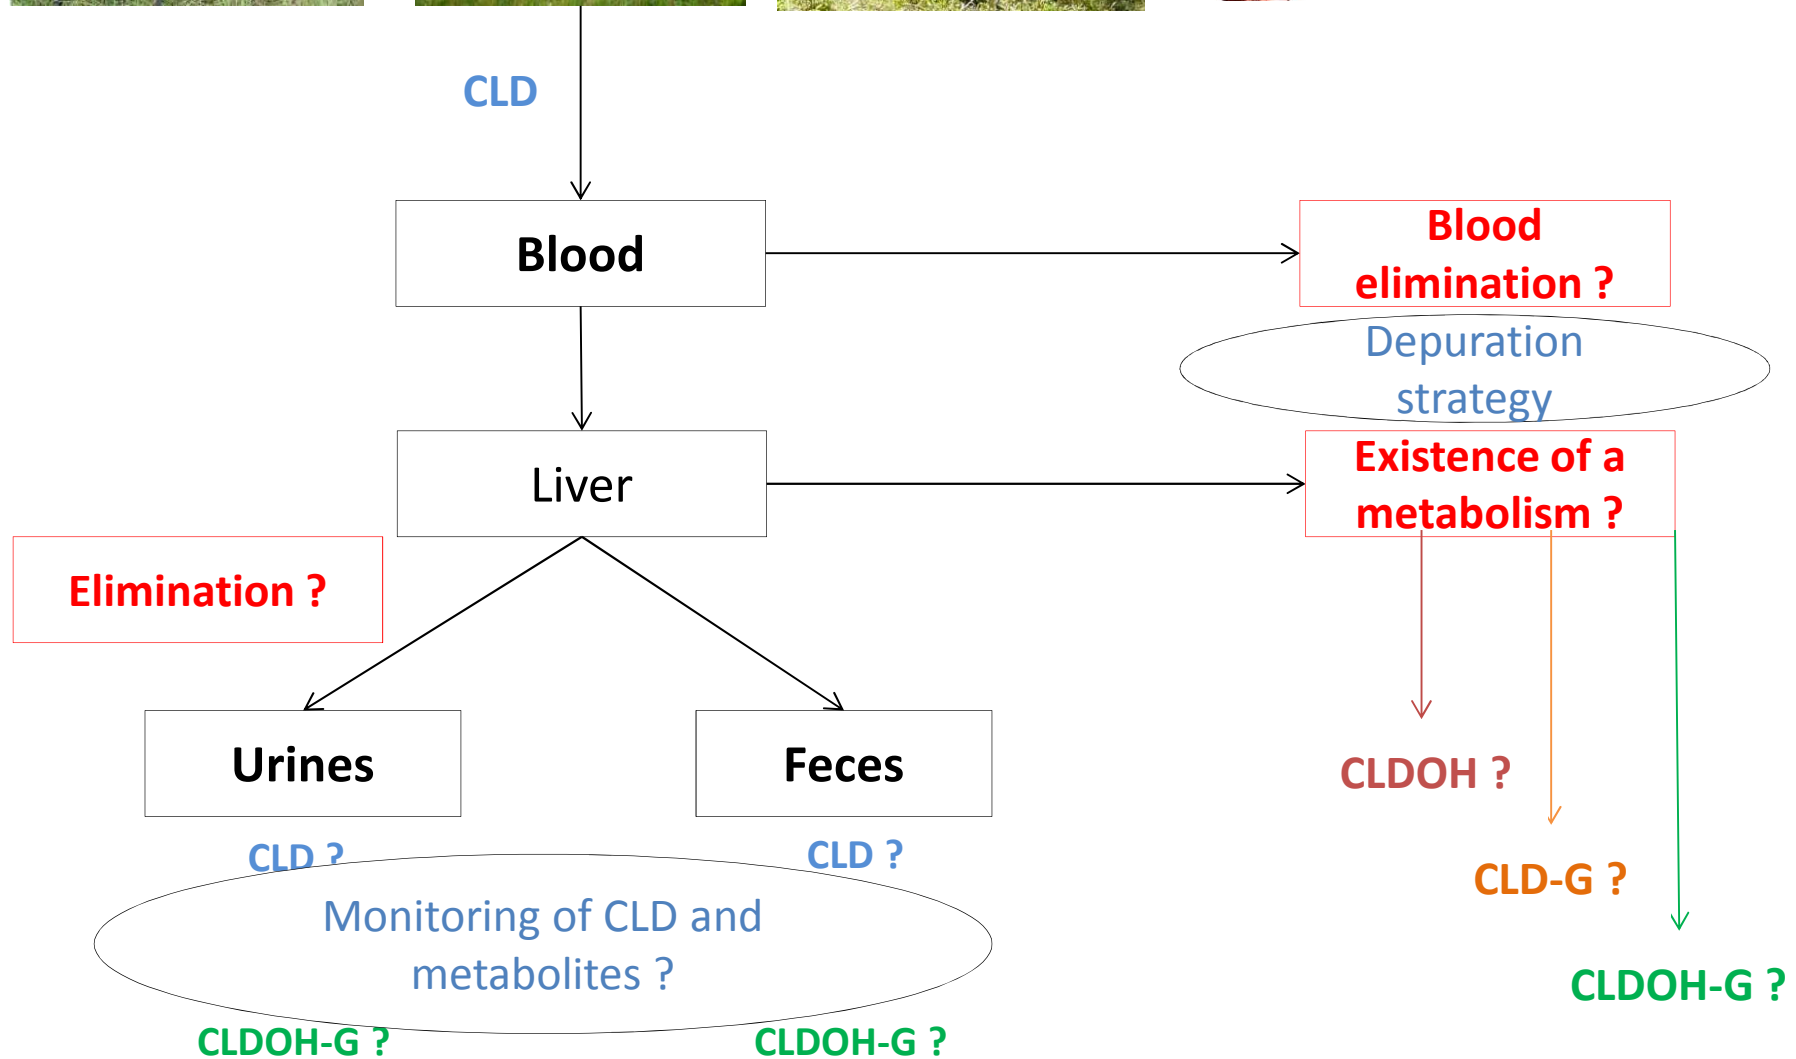 CLD
Blood
Blood
elimination ?
Depuration
strategy
Liver
Existence of a
metabolism ?
Elimination ?
Urines
Feces
CLDOH ?
CLD ?
CLD ?
CLD-G ?
Monitoring of CLD and
metabolites ?
CLDOH-G ?
CLDOH-G ?
CLDOH-G ?